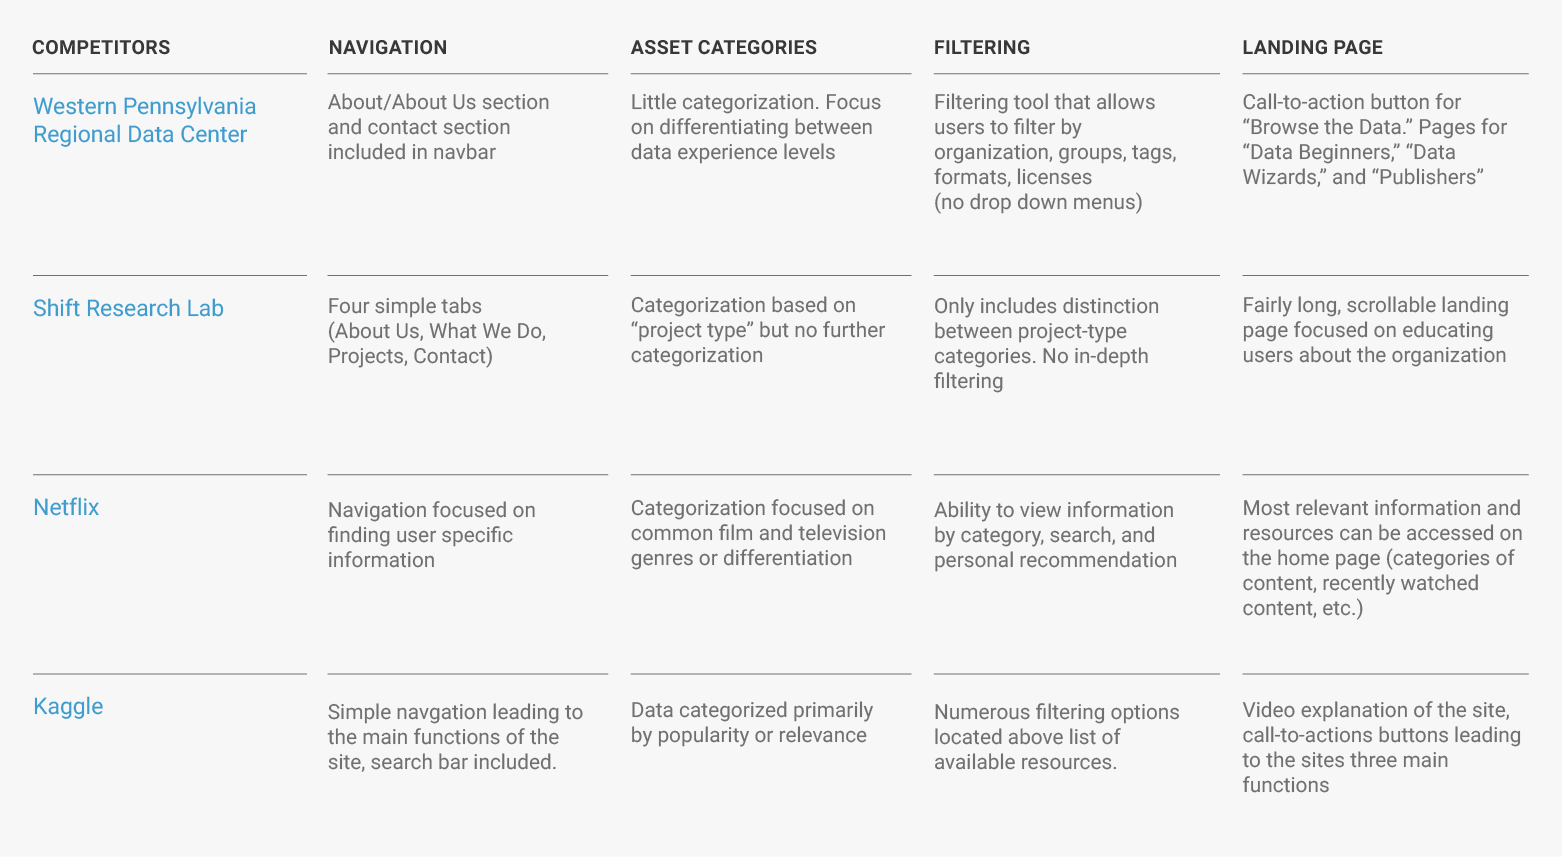 COMPETITORS
NAVIGATION
ASSET CATEGORIES
FILTERING
LANDING PAGE
Western Pennsylvania
Regional Data Center
About/About Us section
and contact section
included in navbar
Little categorization. Focus
on differentiating between
data experience levels
Filtering tool that allows
users to filter by
organization, groups, tags,
formats, licenses
(no drop down menus)
Call-to-action button for
“Browse the Data.” Pages for
“Data Beginners,” “Data
Wizards,” and “Publishers”
Shift Research Lab
Four simple tabs
(About Us, What We Do,
Projects, Contact)
Categorization based on
“project type” but no further
categorization
Only includes distinction
between project-type
categories. No in-depth
filtering
Fairly long, scrollable landing
page focused on educating
users about the organization
Netflix
Navigation focused on
finding user specific
information
Categorization focused on
common film and television
genres or differentiation
Ability to view information
by category, search, and
personal recommendation
Most relevant information and
resources can be accessed on
the home page (categories of
content, recently watched
content, etc.)
Kaggle
Simple navgation leading to
the main functions of the
site, search bar included.
Data categorized primarily
by popularity or relevance
Numerous filtering options
located above list of
available resources.
Video explanation of the site,
call-to-actions buttons leading
to the sites three main
functions